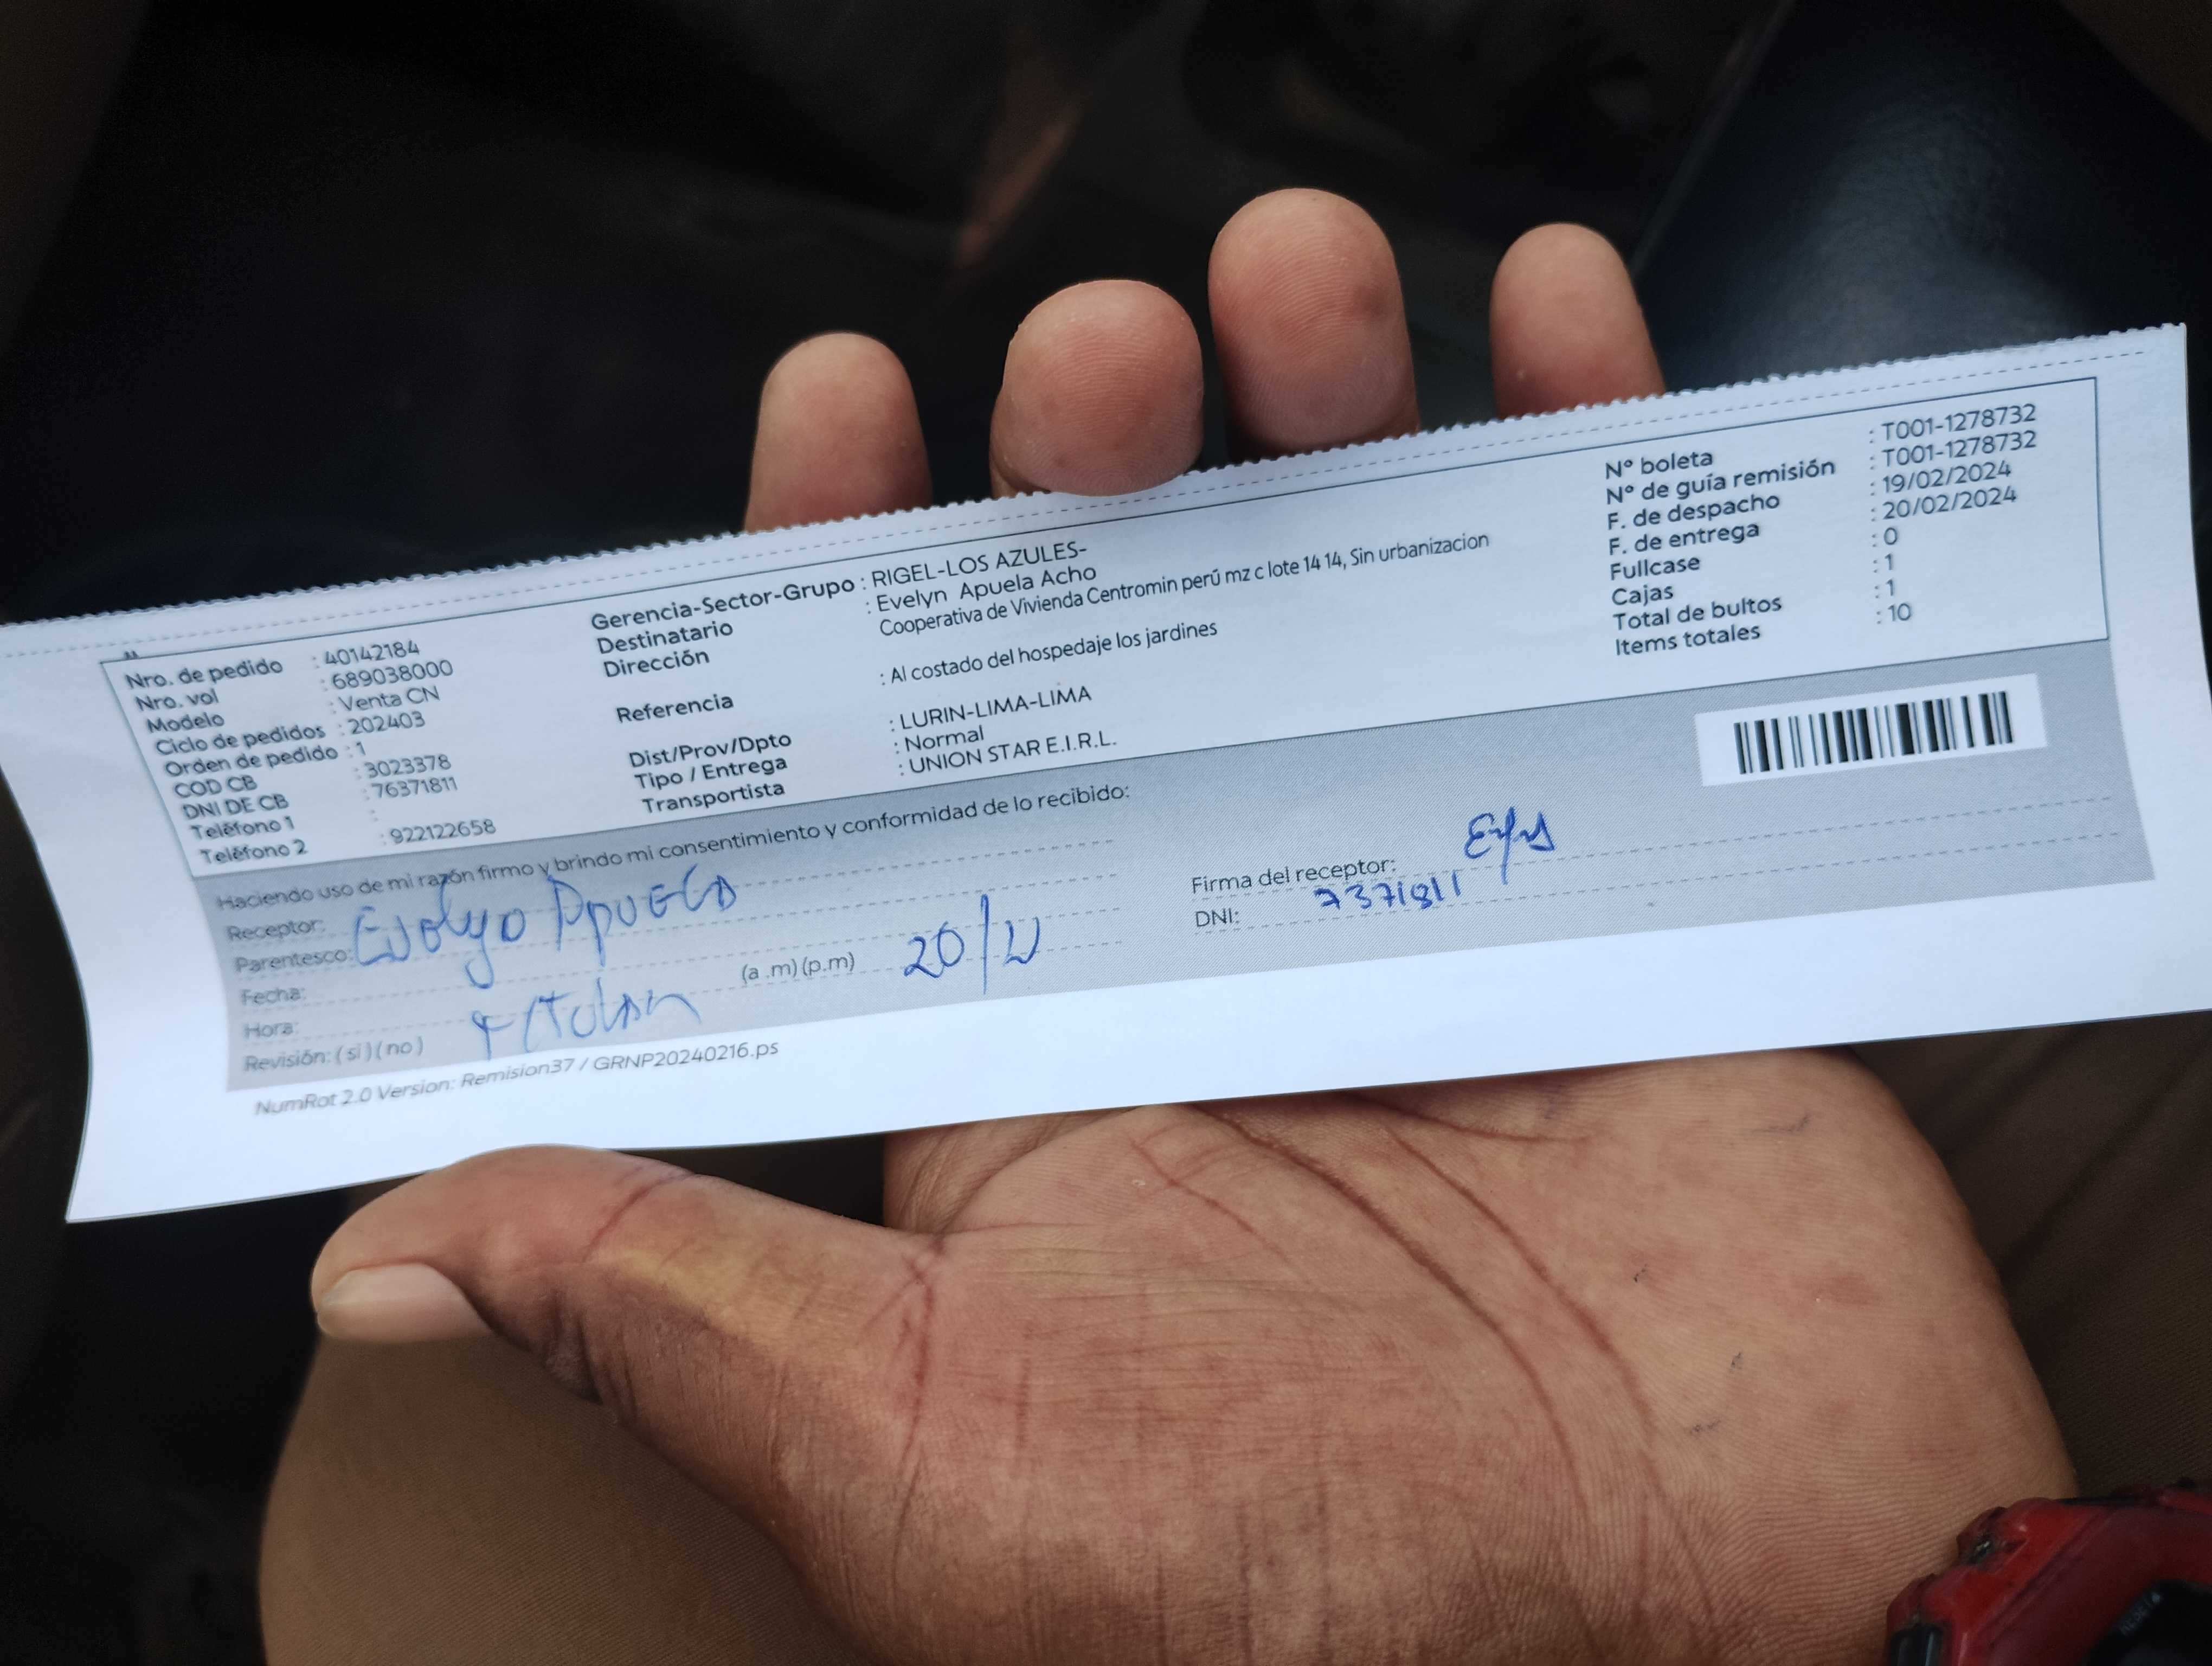 Nro. de pedido : 40142184
Nro. vol : 689038000
Modelo : Venta CN
Ciclo de pedidos : 202403
Orden de pedido : 1
COD CB : 3023378
DNI DE CB : 76371811
Teléfono 1 :
Teléfono 2 : 922122658
Gerencia-Sector-Grupo : RIGEL-LOS AZULES-
Destinatario : Evelyn Apuela Acho
Dirección Cooperativa de Vivienda Centromin perú mz c lote 14 14, Sin urbanizacion
Referencia : Al costado del hospedaje los jardines
Dist/Prov/Dpto : LURIN-LIMA-LIMA
Tipo / Entrega : Normal
Transportista : UNION STAR E.I.R.L.
N° boleta : T001-1278732
N° de guía remisión : T001-1278732
F. de despacho : 19/02/2024
F. de entrega : 20/02/2024
Fullcase : 0
Cajas : 1
Total de bultos : 1
Items totales : 10
Haciendo uso de mi razón firmo y brindo mi consentimiento y conformidad de lo recibido:
Receptor:
Parentesco:
Fecha:
Hora: (a .m) (p.m) 20/
Revisión: ( si ) ( no )
Firma del receptor:
DNI: 7371811
NumRot 2.0 Version: Remision37 / GRNP20240216.ps